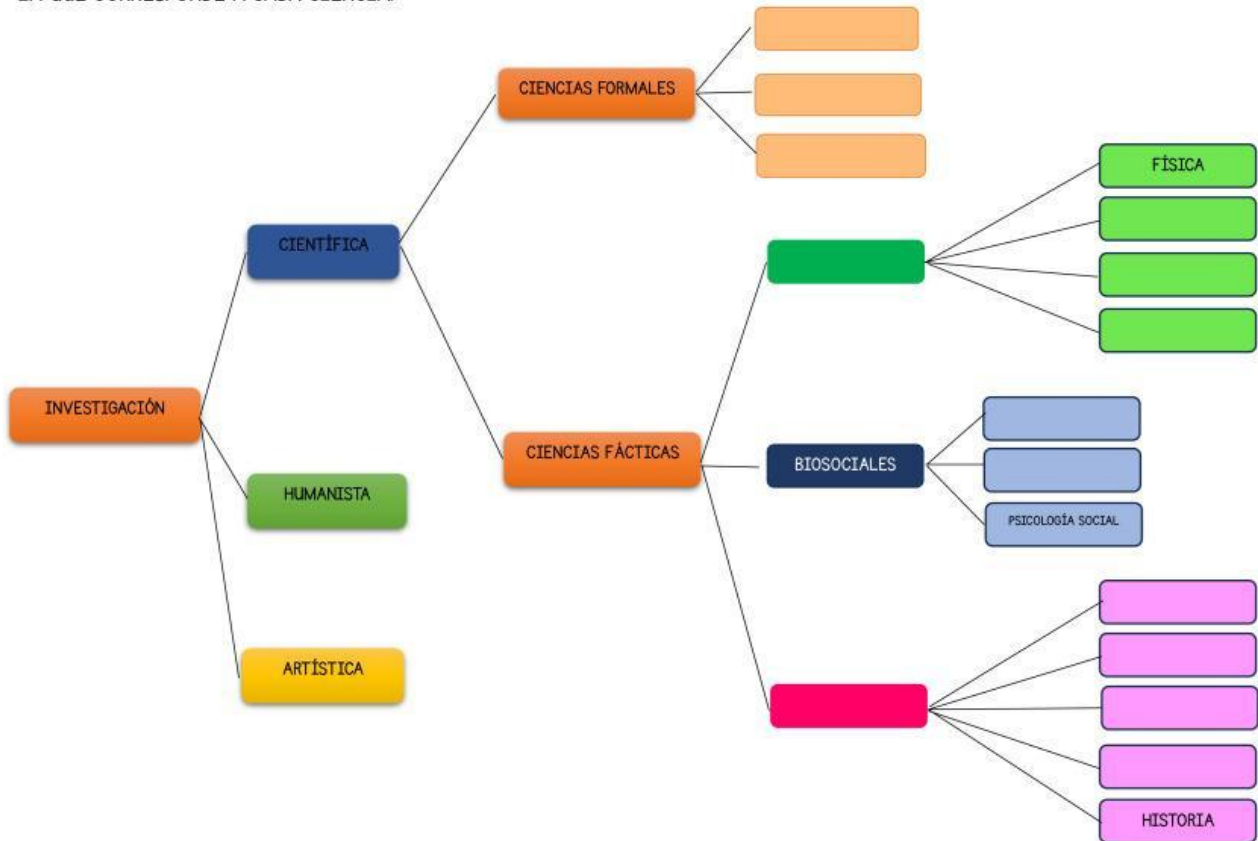 CIENCIAS FORMALES
FÍSICA
CIENTÍFICA
INVESTIGACIÓN
CIENCIAS FÁCTICAS
BIOSOCIALES
HUMANISTA
PSICOLOGÍA SOCIAL
ARTÍSTICA
HISTORIA